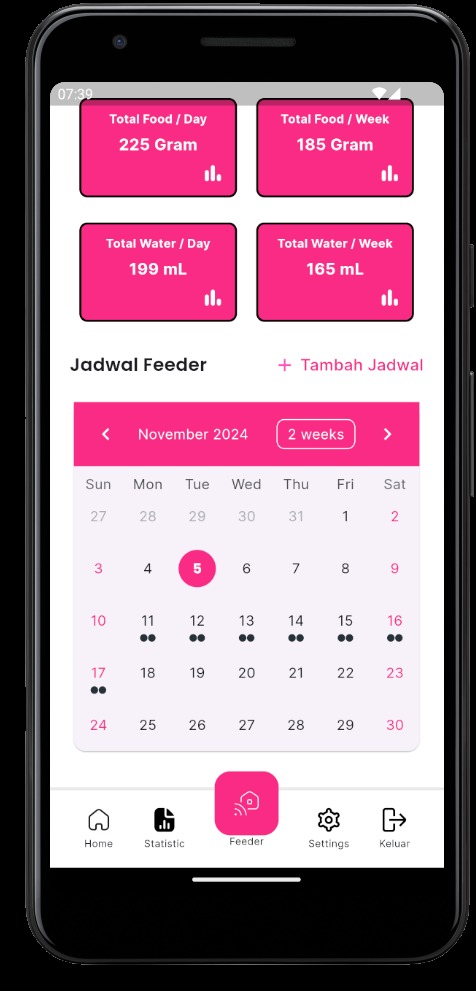 07:39
Total Food / Day
225 Gram
Total Food / Week
185 Gram
Total Water / Day
199 mL
Total Water / Week
165 mL
Jadwal Feeder
+ Tambah Jadwal
November 2024
2 weeks
Sun Mon Tue Wed Thu Fri Sat
27 28 29 30 31 1 2
3 4 5 6 7 8 9
10 11 12 13 14 15 16
17 18 19 20 21 22 23
24 25 26 27 28 29 30
Home
Statistic
Feeder
Settings
Keluar